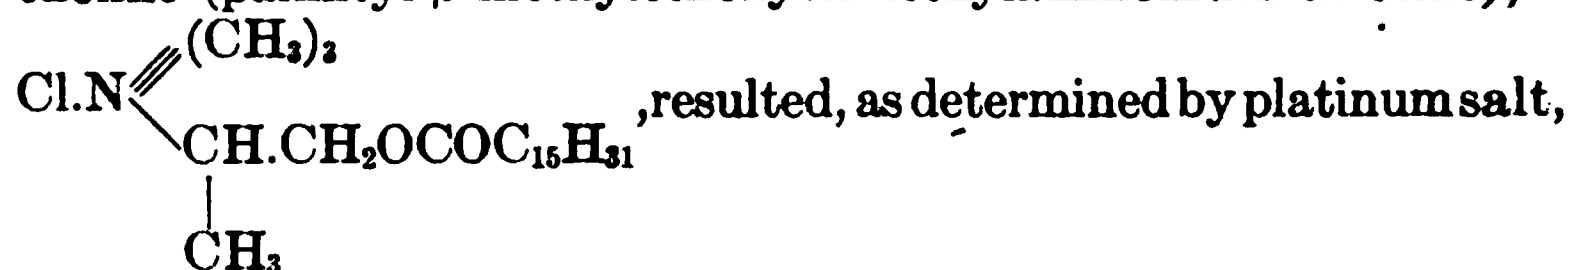 (CH₃)₃
Cl.N ,resulted, as determined by platinum salt,
CH.CH₂OCOC₁₅H₃₁
CH₃